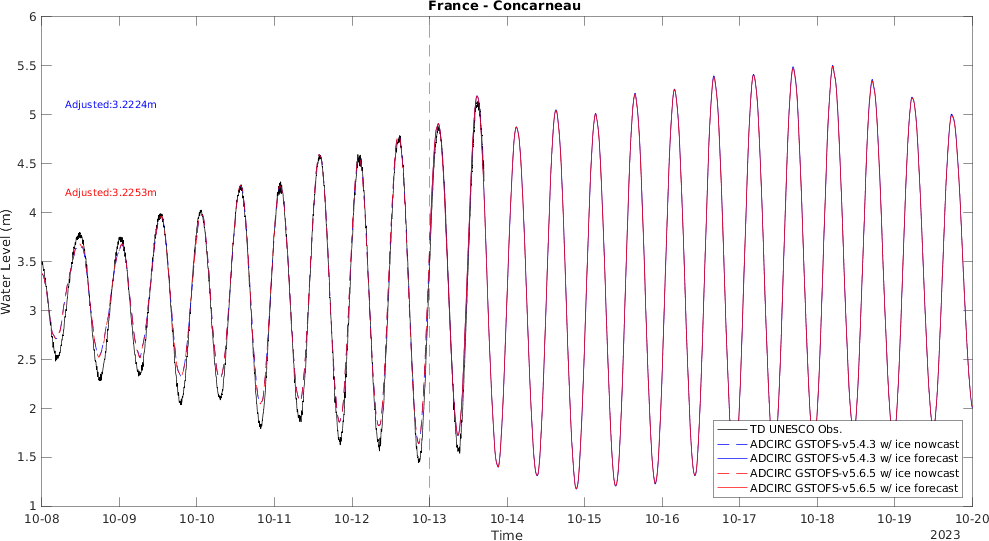 France - Concarneau
6
5.5
5
4.5
4
3.5
3
2.5
2
1.5
1
Water Level (m)
Adjusted:3.2224m
Adjusted:3.2253m
TD UNESCO Obs.
ADCIRC GSTOFS-v5.4.3 w/ ice nowcast
ADCIRC GSTOFS-v5.4.3 w/ ice forecast
ADCIRC GSTOFS-v5.6.5 w/ ice nowcast
ADCIRC GSTOFS-v5.6.5 w/ ice forecast
10-08 10-09 10-10 10-11 10-12 10-13 10-14 10-15 10-16 10-17 10-18 10-19 10-20
Time
2023